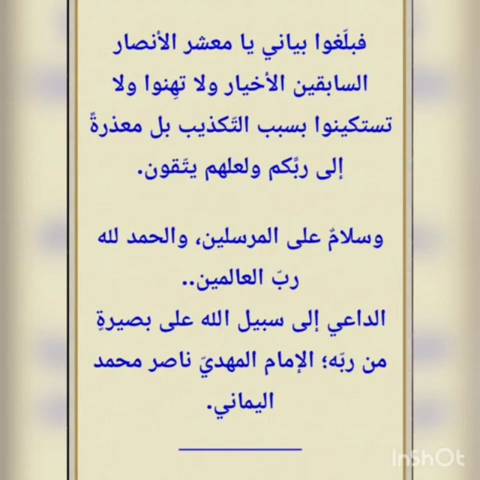 فبلّغوا بياني يا معشر الأنصار
السابقين الأخيار ولا تهِنوا ولا
تستكينوا بسبب التّكذيب بل معذرةً
إلى ربِّكم ولعلهم يتّقون.
وسلامٌ على المرسلين، والحمد لله
ربّ العالمين..
الداعي إلى سبيل الله على بصيرةٍ
من ربّه؛ الإمام المهديّ ناصر محمد
اليماني.
InShOt